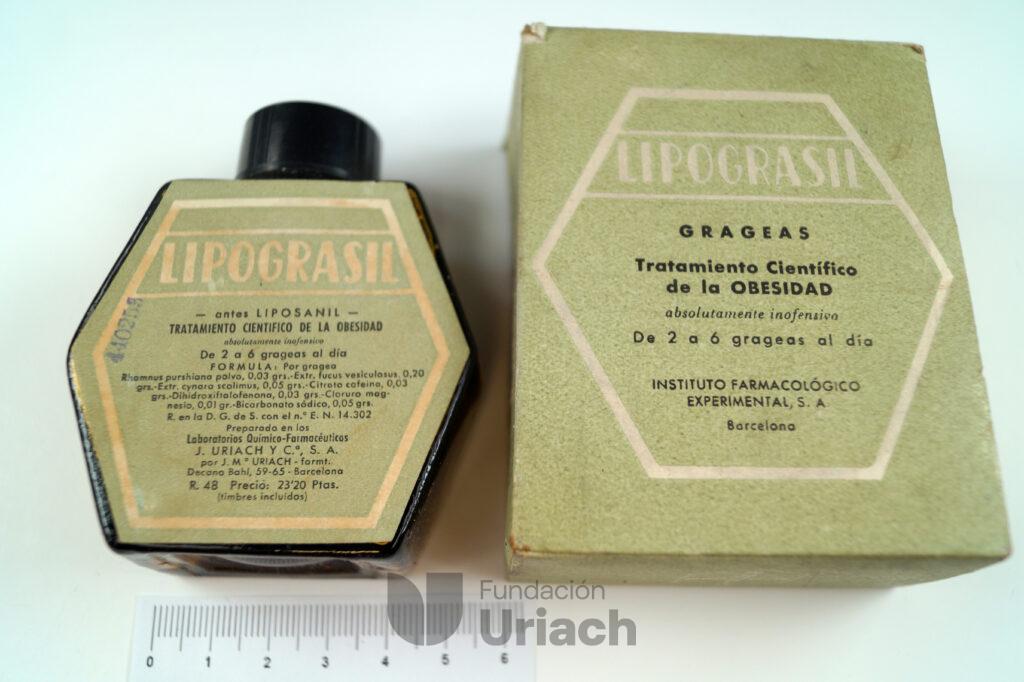 LIPOGRASIL
— antes LIPOSANIL —
TRATAMIENTO CIENTIFICO DE LA OBESIDAD
absolutamente inofensivo
De 2 a 6 grageas al día
FORMULA: Por gragea
Rhamnus purshiana polvo, 0,03 grs.-Extr. fucus vesiculosus, 0,20
grs.-Extr. cynara scolimus, 0,05 grs.-Citrato cafeina, 0,03
grs.-Dihidroxiftalofenona, 0,03 grs.-Cloruro mag-
nesio, 0,01 gr.-Bicarbonato sódico, 0,05 grs.
R. en la D. G. de S. con el n.º E. N. 14.302
Preparado en los
Laboratorios Químico-Farmacéuticos
J. URIACH Y C.ª, S. A.
por J. M.ª URIACH - farmt.
Decano Bahí, 59-65 - Barcelona
R. 48 Precio: 23'20 Ptas.
(timbres incluídos)
LIPOGRASIL
GRAGEAS
Tratamiento Científico
de la OBESIDAD
absolutamente inofensivo
De 2 a 6 grageas al día
INSTITUTO FARMACOLÓGICO
EXPERIMENTAL, S. A.
Barcelona
0 1 2 3 4 5 6
Fundación
Uriach